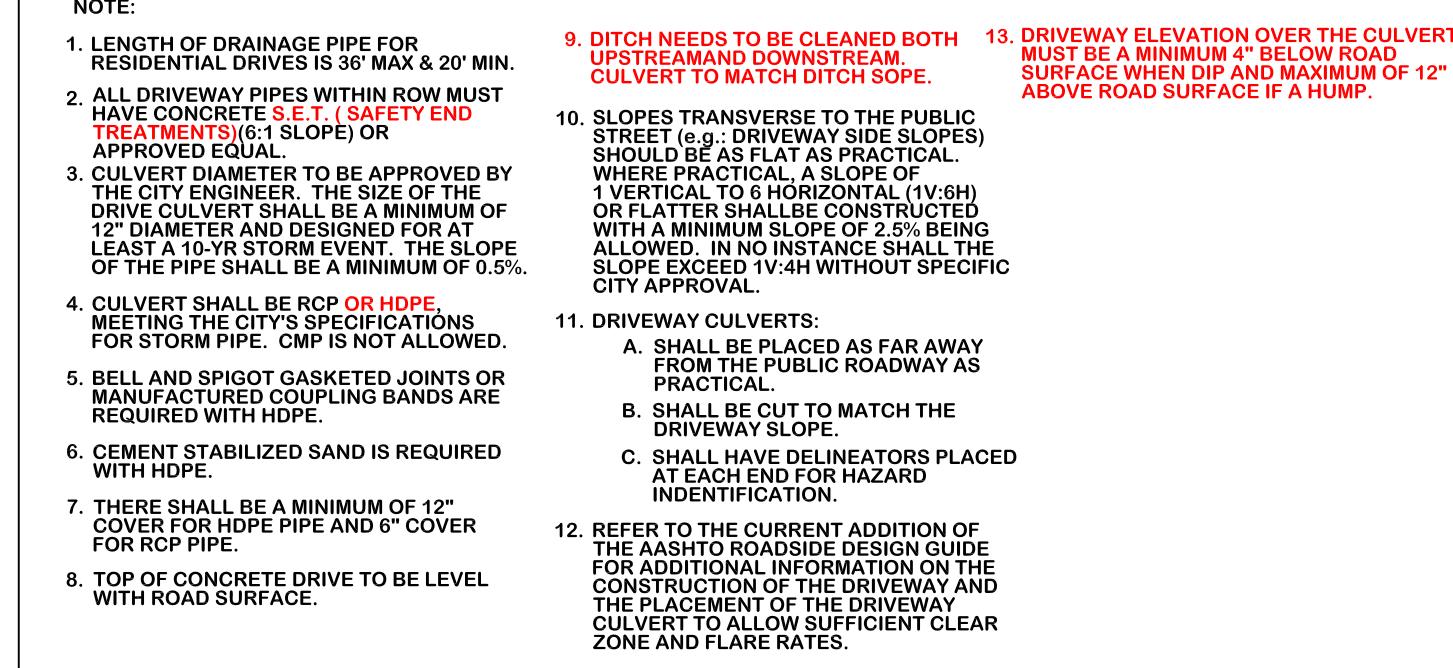 NOTE:
1. LENGTH OF DRAINAGE PIPE FOR
RESIDENTIAL DRIVES IS 36' MAX & 20' MIN.
2. ALL DRIVEWAY PIPES WITHIN ROW MUST
HAVE CONCRETE S.E.T. ( SAFETY END
TREATMENTS)(6:1 SLOPE) OR
APPROVED EQUAL.
3. CULVERT DIAMETER TO BE APPROVED BY
THE CITY ENGINEER. THE SIZE OF THE
DRIVE CULVERT SHALL BE A MINIMUM OF
12" DIAMETER AND DESIGNED FOR AT
LEAST A 10-YR STORM EVENT. THE SLOPE
OF THE PIPE SHALL BE A MINIMUM OF 0.5%.
4. CULVERT SHALL BE RCP OR HDPE,
MEETING THE CITY'S SPECIFICATIONS
FOR STORM PIPE. CMP IS NOT ALLOWED.
5. BELL AND SPIGOT GASKETED JOINTS OR
MANUFACTURED COUPLING BANDS ARE
REQUIRED WITH HDPE.
6. CEMENT STABILIZED SAND IS REQUIRED
WITH HDPE.
7. THERE SHALL BE A MINIMUM OF 12"
COVER FOR HDPE PIPE AND 6" COVER
FOR RCP PIPE.
8. TOP OF CONCRETE DRIVE TO BE LEVEL
WITH ROAD SURFACE.
9. DITCH NEEDS TO BE CLEANED BOTH
UPSTREAMAND DOWNSTREAM.
CULVERT TO MATCH DITCH SOPE.
10. SLOPES TRANSVERSE TO THE PUBLIC
STREET (e.g.: DRIVEWAY SIDE SLOPES)
SHOULD BE AS FLAT AS PRACTICAL.
WHERE PRACTICAL, A SLOPE OF
1 VERTICAL TO 6 HORIZONTAL (1V:6H)
OR FLATTER SHALLBE CONSTRUCTED
WITH A MINIMUM SLOPE OF 2.5% BEING
ALLOWED. IN NO INSTANCE SHALL THE
SLOPE EXCEED 1V:4H WITHOUT SPECIFIC
CITY APPROVAL.
11. DRIVEWAY CULVERTS:
A. SHALL BE PLACED AS FAR AWAY
FROM THE PUBLIC ROADWAY AS
PRACTICAL.
B. SHALL BE CUT TO MATCH THE
DRIVEWAY SLOPE.
C. SHALL HAVE DELINEATORS PLACED
AT EACH END FOR HAZARD
INDENTIFICATION.
12. REFER TO THE CURRENT ADDITION OF
THE AASHTO ROADSIDE DESIGN GUIDE
FOR ADDITIONAL INFORMATION ON THE
CONSTRUCTION OF THE DRIVEWAY AND
THE PLACEMENT OF THE DRIVEWAY
CULVERT TO ALLOW SUFFICIENT CLEAR
ZONE AND FLARE RATES.
13. DRIVEWAY ELEVATION OVER THE CULVERT
MUST BE A MINIMUM 4" BELOW ROAD
SURFACE WHEN DIP AND MAXIMUM OF 12"
ABOVE ROAD SURFACE IF A HUMP.